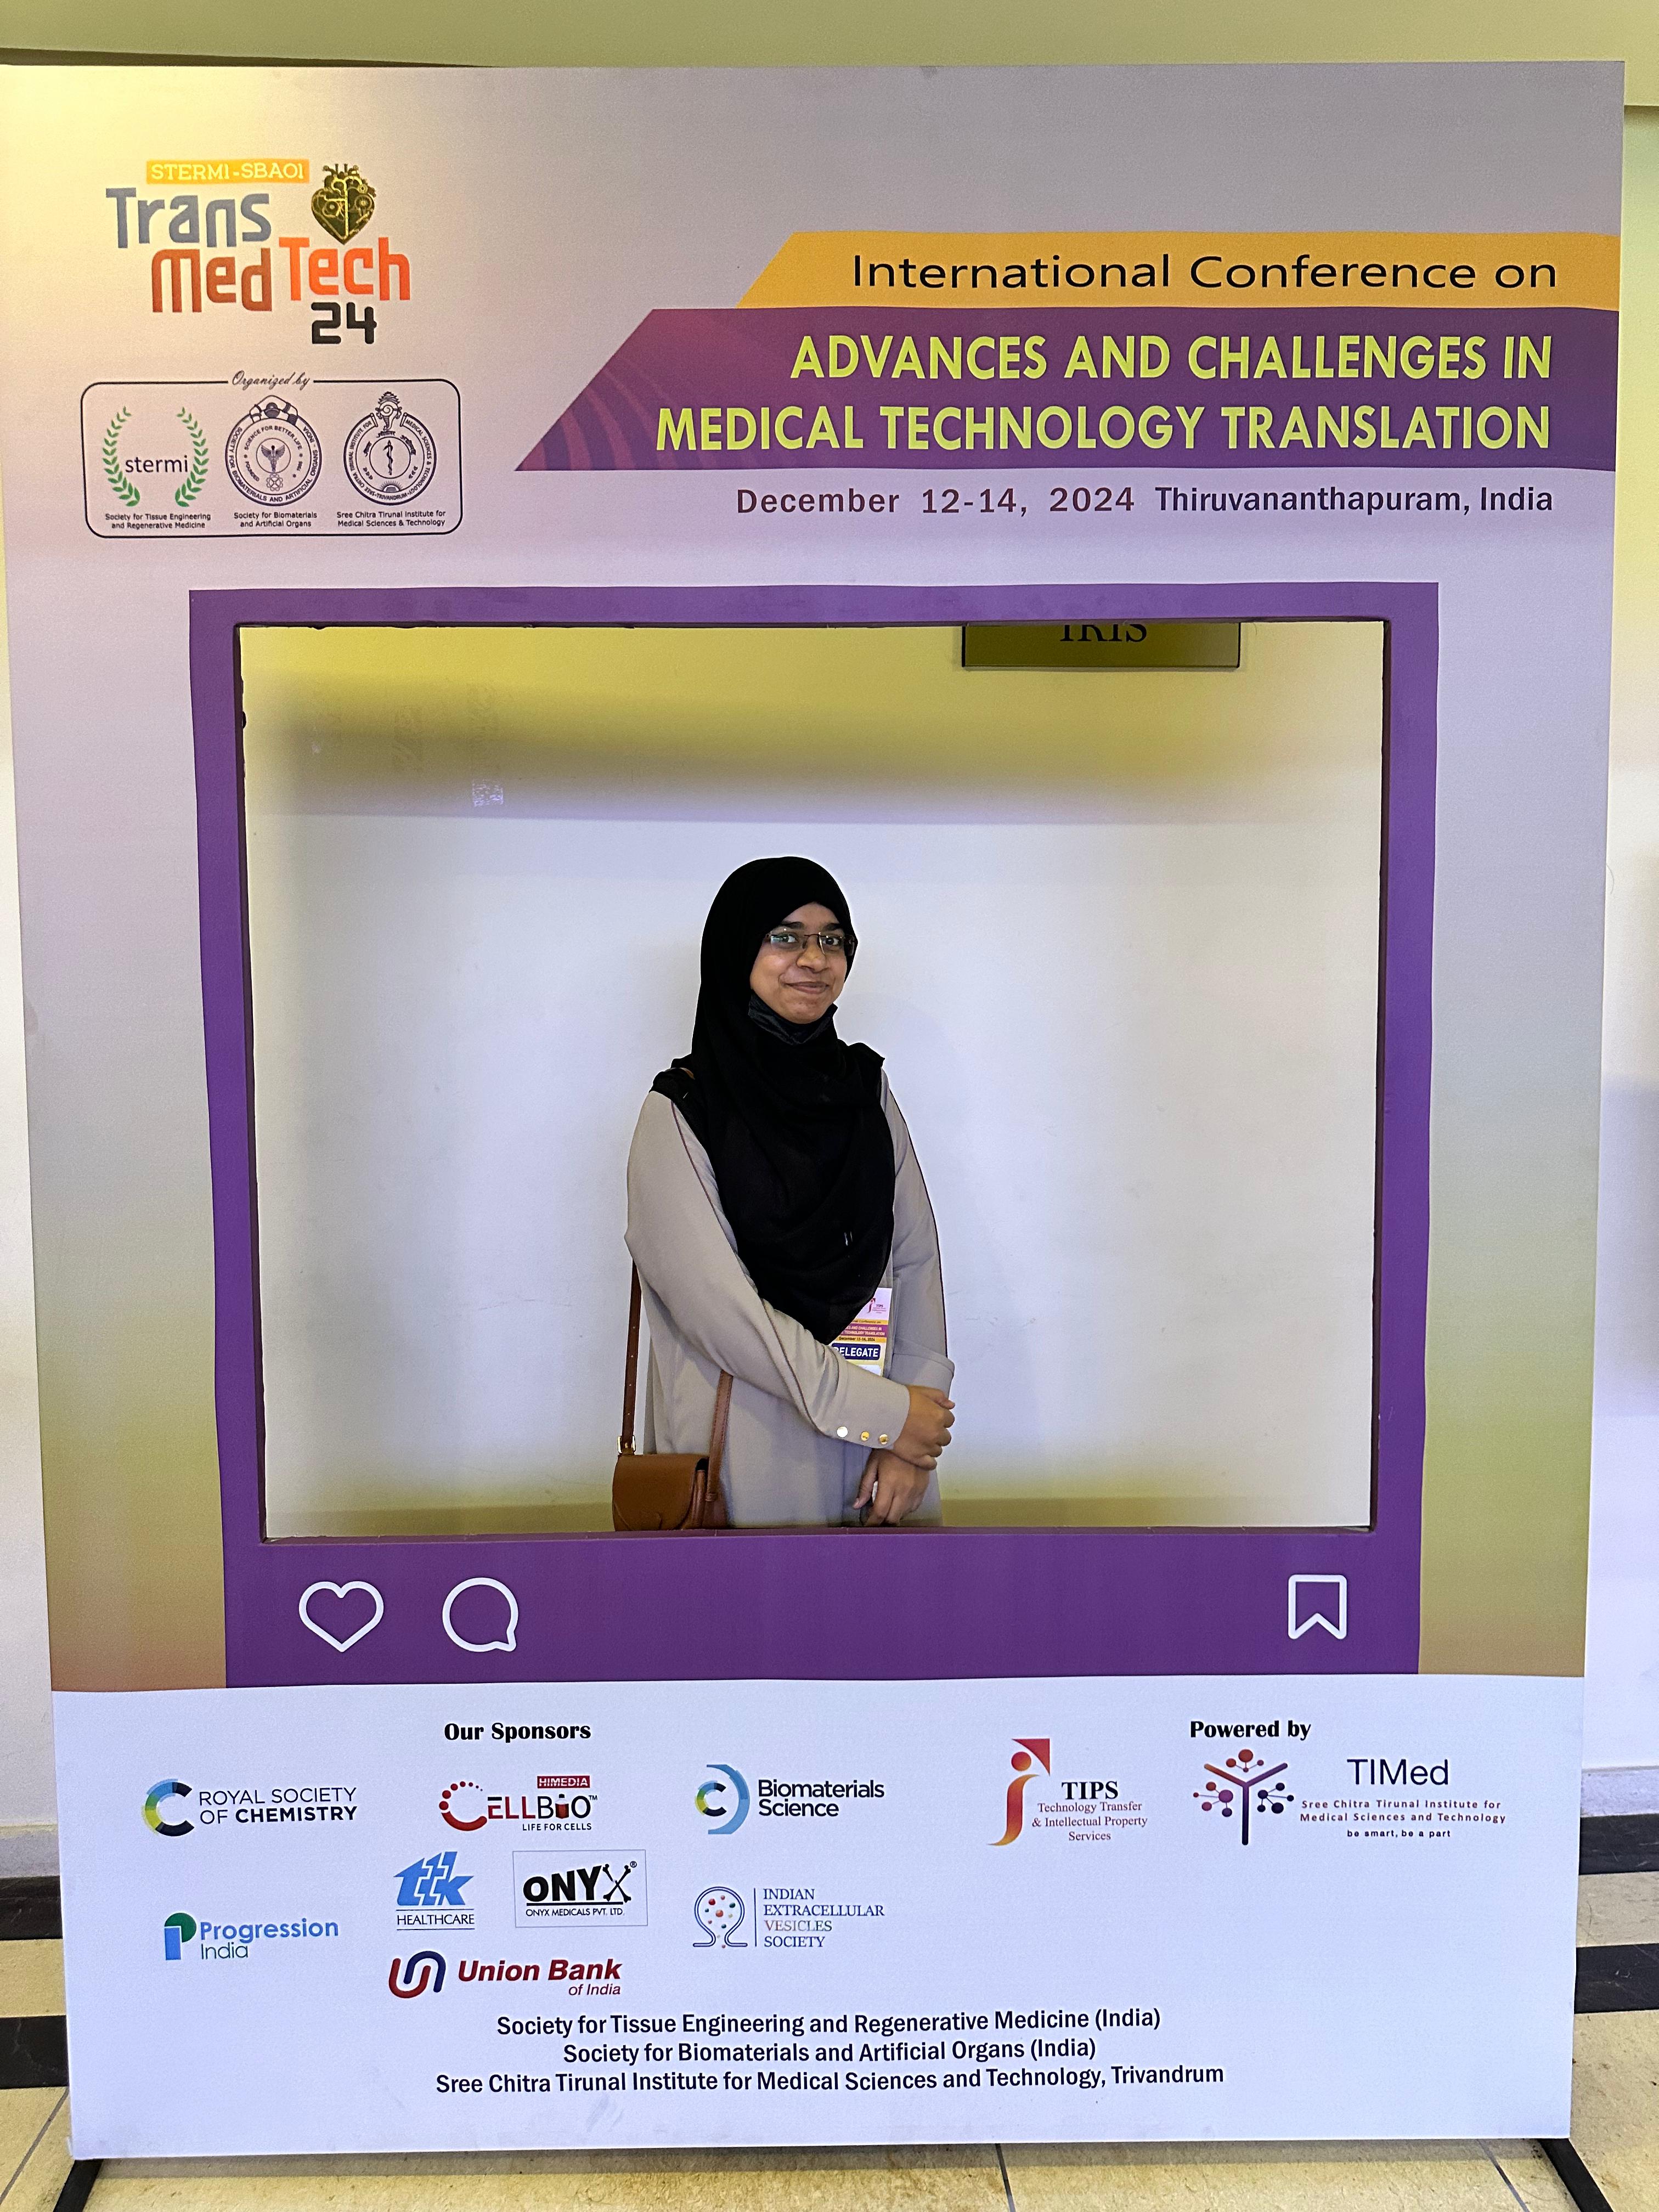 STERMI-SBAOI
Trans
Med Tech
24
Organized by
stermi
Society for Tissue Engineering
and Regenerative Medicine
Society for Biomaterials
and Artificial Organs
Sree Chitra Tirunal Institute for
Medical Sciences & Technology
International Conference on
ADVANCES AND CHALLENGES IN
MEDICAL TECHNOLOGY TRANSLATION
December 12-14, 2024 Thiruvananthapuram, India
IRIS
DELEGATE
Our Sponsors
ROYAL SOCIETY
OF CHEMISTRY
HIMEDIA
CELLBIO™
LIFE FOR CELLS
Biomaterials
Science
TIPS
Technology Transfer
& Intellectual Property
Services
Powered by
TIMed
Sree Chitra Tirunal Institute for
Medical Sciences and Technology
be smart, be a part
Progression
India
ttk
HEALTHCARE
ONYX®
ONYX MEDICALS PVT. LTD.
INDIAN
EXTRACELLULAR
VESICLES
SOCIETY
Union Bank
of India
Society for Tissue Engineering and Regenerative Medicine (India)
Society for Biomaterials and Artificial Organs (India)
Sree Chitra Tirunal Institute for Medical Sciences and Technology, Trivandrum